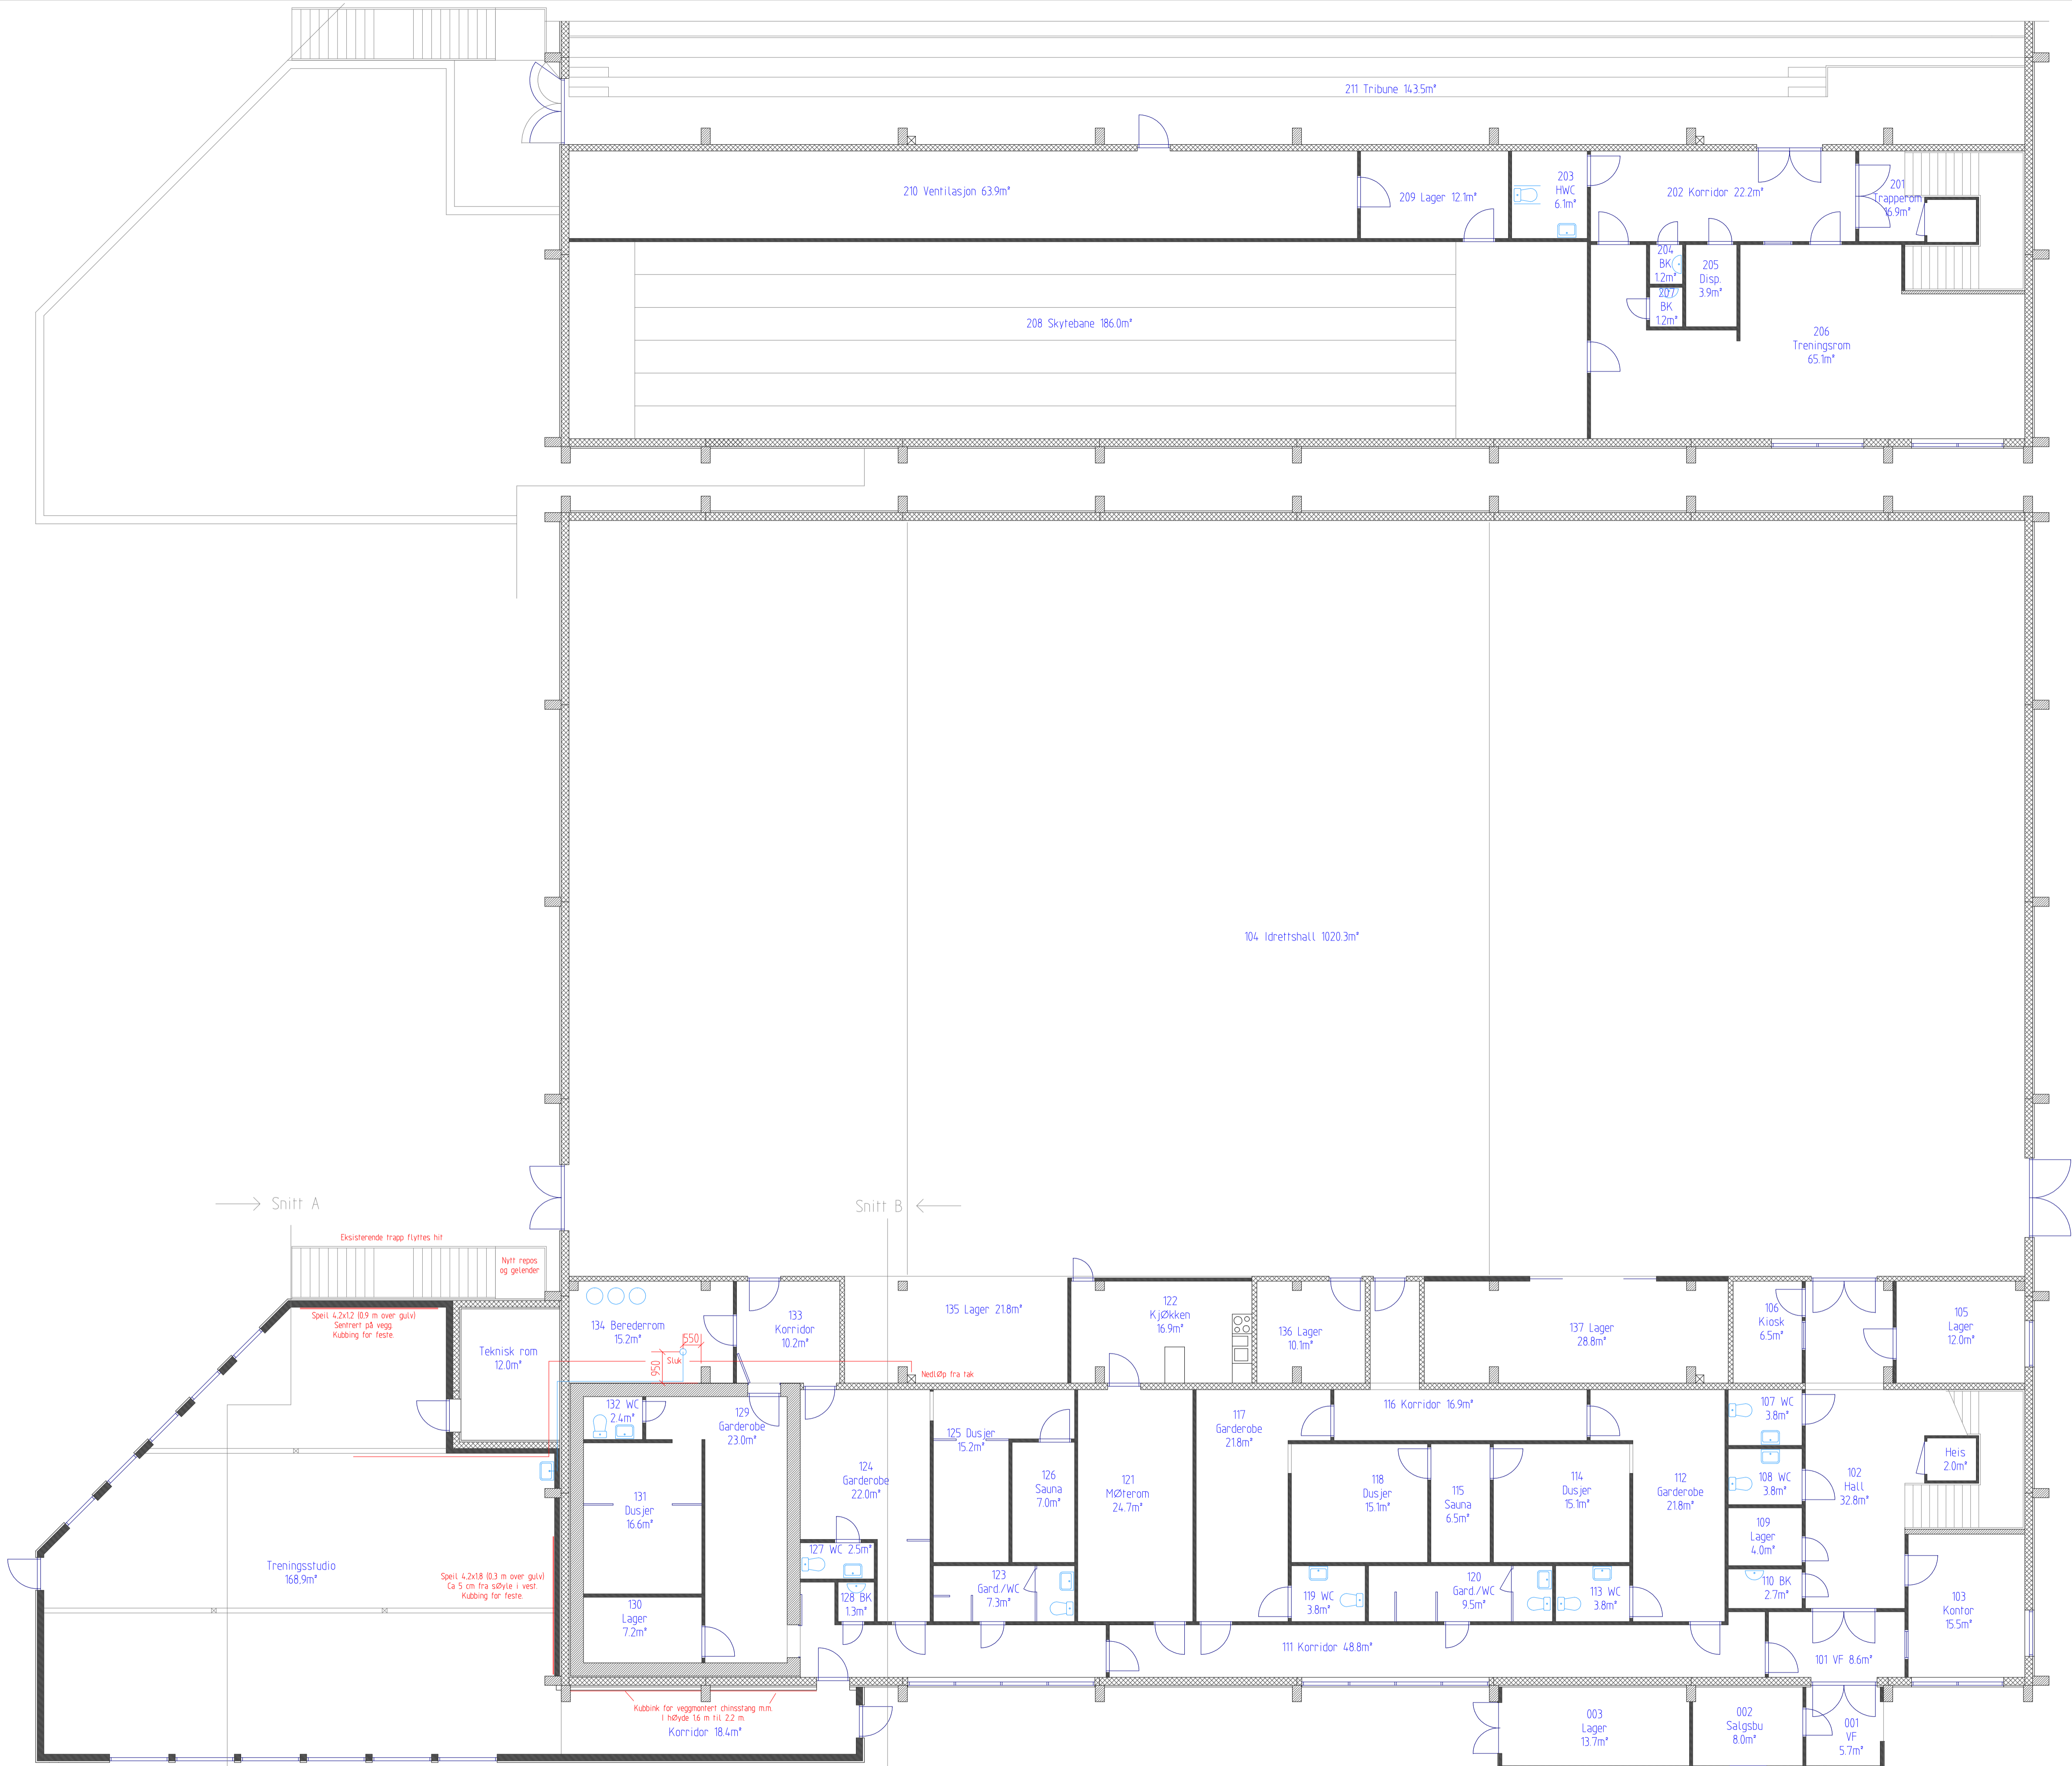 211 Tribune 143.5m²
210 Ventilasjon 63.9m²
209 Lager 12.1m²
203
HWC
6.1m²
202 Korridor 22.2m²
201
Trapperom
16.9m²
204
BK
1.2m²
207
BK
1.2m²
205
Disp.
3.9m²
208 Skytebane 186.0m²
206
Treningsrom
65.1m²
104 Idrettshall 1020.3m²
Snitt A
Snitt B
Eksisterende trapp flyttes hit
Nytt repos
og gelender
Speil 4,2x1,2 (0,9 m over gulv)
Sentrert på vegg
Kubbing for feste.
Teknisk rom
12.0m²
134 Berederrom
15.2m²
550
950
Sluk
133
Korridor
10.2m²
135 Lager 21.8m²
NedlØp fra tak
122
KjØkken
16.9m²
136 Lager
10.1m²
137 Lager
28.8m²
106
Kiosk
6.5m²
105
Lager
12.0m²
132 WC
2.4m²
129
Garderobe
23.0m²
131
Dusjer
16.6m²
130
Lager
7.2m²
124
Garderobe
22.0m²
127 WC 2.5m²
128 BK
1.3m²
125 Dusjer
15.2m²
126
Sauna
7.0m²
123
Gard./WC
7.3m²
121
MØterom
24.7m²
117
Garderobe
21.8m²
116 Korridor 16.9m²
118
Dusjer
15.1m²
115
Sauna
6.5m²
114
Dusjer
15.1m²
112
Garderobe
21.8m²
119 WC
3.8m²
120
Gard./WC
9.5m²
113 WC
3.8m²
107 WC
3.8m²
108 WC
3.8m²
109
Lager
4.0m²
110 BK
2.7m²
102
Hall
32.8m²
Heis
2.0m²
103
Kontor
15.5m²
111 Korridor 48.8m²
101 VF 8.6m²
Treningsstudio
168.9m²
Speil 4,2x1,8 (0,3 m over gulv)
Ca 5 cm fra sØyle i vest.
Kubbing for feste.
Kubbink for veggmontert chinsstang m.m.
I hØyde 1,6 m til 2,2 m.
Korridor 18.4m²
003
Lager
13.7m²
002
Salgsbu
8.0m²
001
VF
5.7m²